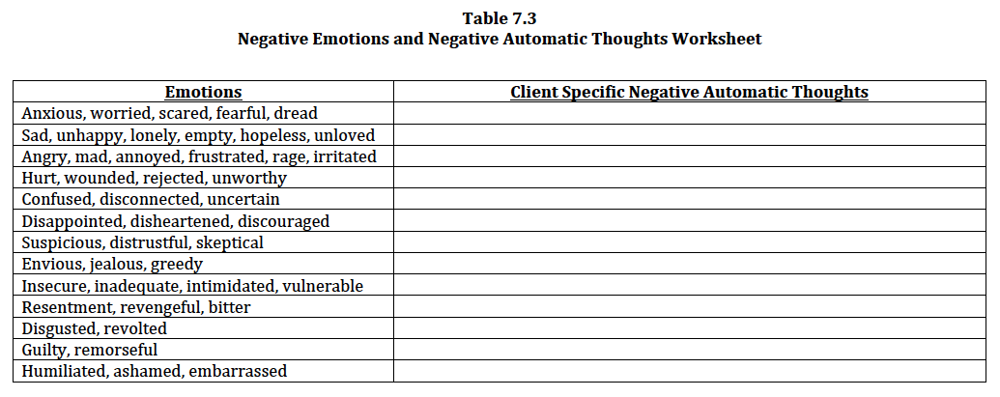 Table 7.3
Negative Emotions and Negative Automatic Thoughts Worksheet
Emotions Client Specific Negative Automatic Thoughts
Anxious, worried, scared, fearful, dread
Sad, unhappy, lonely, empty, hopeless, unloved
Angry, mad, annoyed, frustrated, rage, irritated
Hurt, wounded, rejected, unworthy
Confused, disconnected, uncertain
Disappointed, disheartened, discouraged
Suspicious, distrustful, skeptical
Envious, jealous, greedy
Insecure, inadequate, intimidated, vulnerable
Resentment, revengeful, bitter
Disgusted, revolted
Guilty, remorseful
Humiliated, ashamed, embarrassed